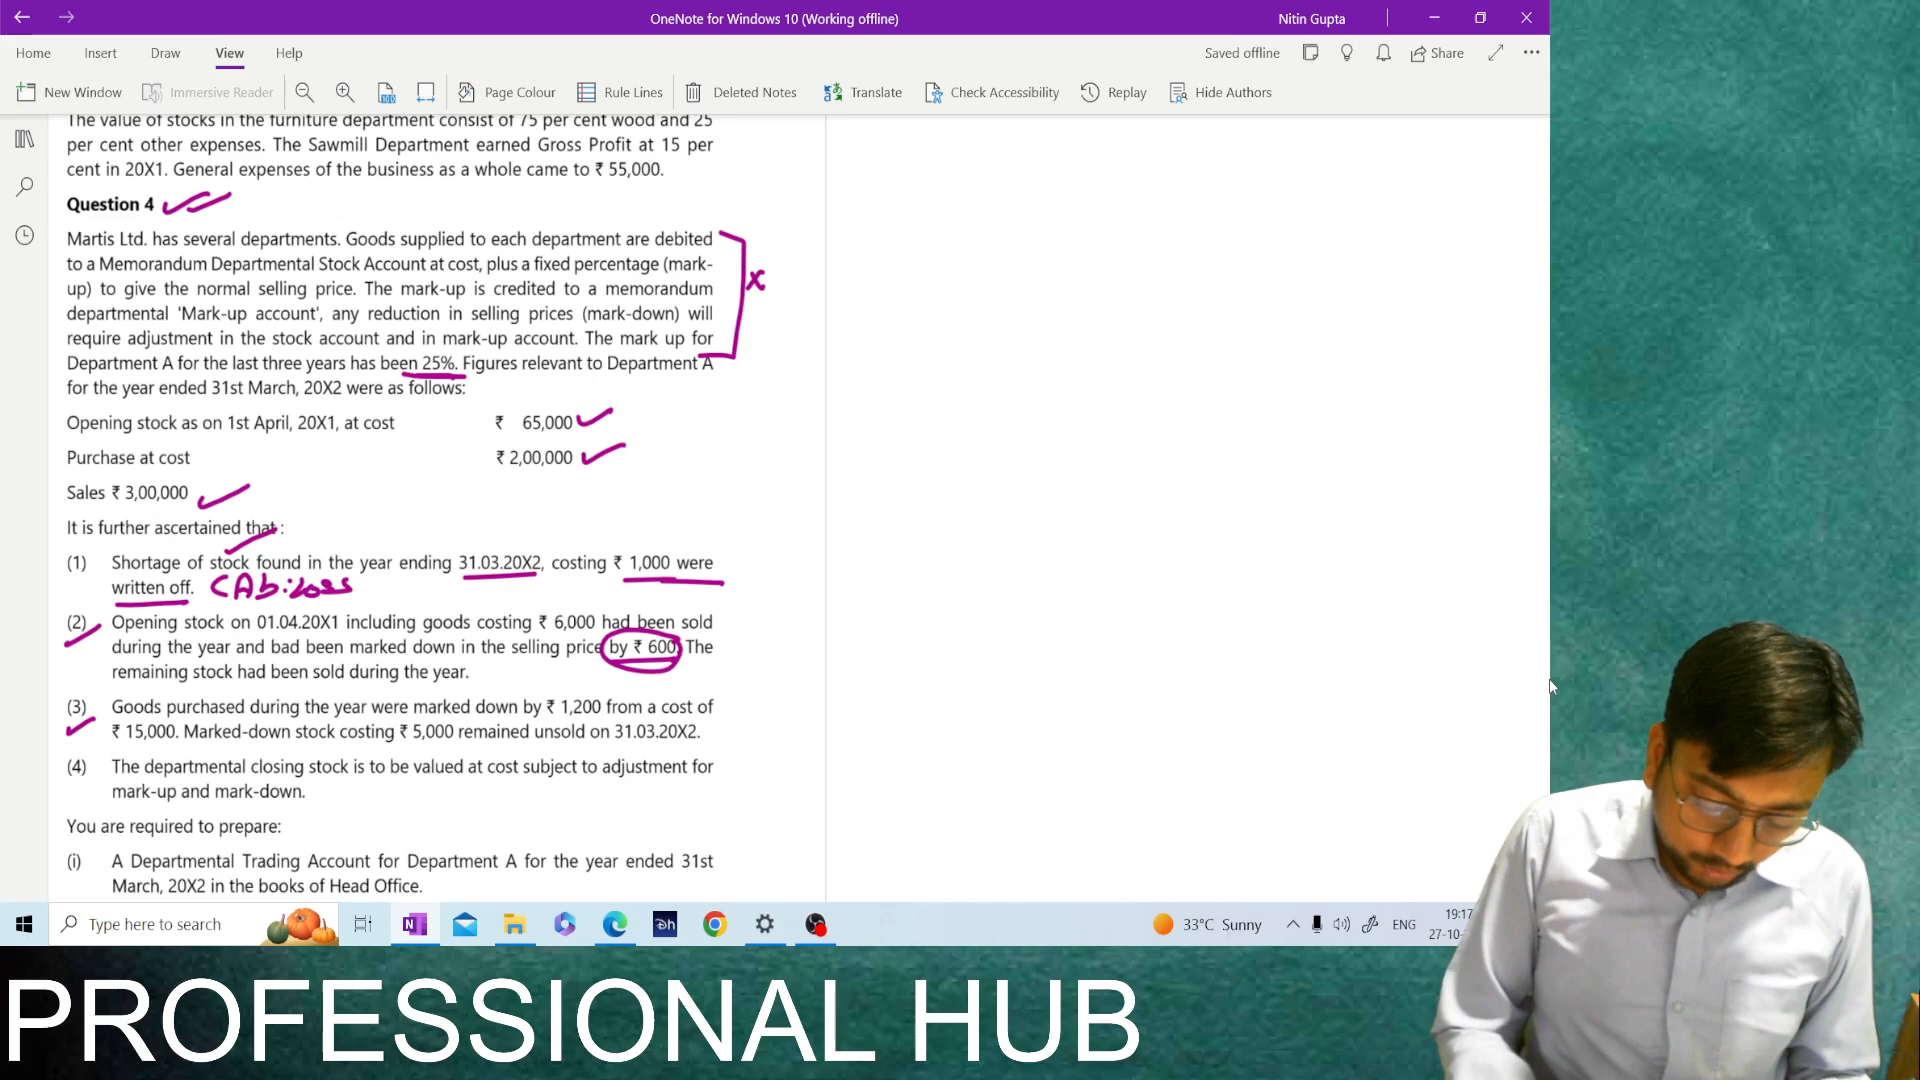 OneNote for Windows 10 (Working offline)
Nitin Gupta
Home Insert Draw View Help
Saved offline
Share
New Window
Immersive Reader
Page Colour
Rule Lines
Deleted Notes
Translate
Check Accessibility
Replay
Hide Authors
The value of stocks in the furniture department consist of 75 per cent wood and 25
per cent other expenses. The Sawmill Department earned Gross Profit at 15 per
cent in 20X1. General expenses of the business as a whole came to ₹ 55,000.
Question 4
Martis Ltd. has several departments. Goods supplied to each department are debited
to a Memorandum Departmental Stock Account at cost, plus a fixed percentage (mark-
up) to give the normal selling price. The mark-up is credited to a memorandum
departmental 'Mark-up account', any reduction in selling prices (mark-down) will
require adjustment in the stock account and in mark-up account. The mark up for
Department A for the last three years has been 25%. Figures relevant to Department A
for the year ended 31st March, 20X2 were as follows:
X
Opening stock as on 1st April, 20X1, at cost ₹ 65,000
Purchase at cost ₹ 2,00,000
Sales ₹ 3,00,000
It is further ascertained that :
(1) Shortage of stock found in the year ending 31.03.20X2, costing ₹ 1,000 were
written off. (Ab:Loss
(2) Opening stock on 01.04.20X1 including goods costing ₹ 6,000 had been sold
during the year and bad been marked down in the selling price by ₹ 600. The
remaining stock had been sold during the year.
(3) Goods purchased during the year were marked down by ₹ 1,200 from a cost of
₹ 15,000. Marked-down stock costing ₹ 5,000 remained unsold on 31.03.20X2.
(4) The departmental closing stock is to be valued at cost subject to adjustment for
mark-up and mark-down.
You are required to prepare:
(i) A Departmental Trading Account for Department A for the year ended 31st
March, 20X2 in the books of Head Office.
Type here to search
33°C Sunny
ENG
19:17
27-10-
PROFESSIONAL HUB